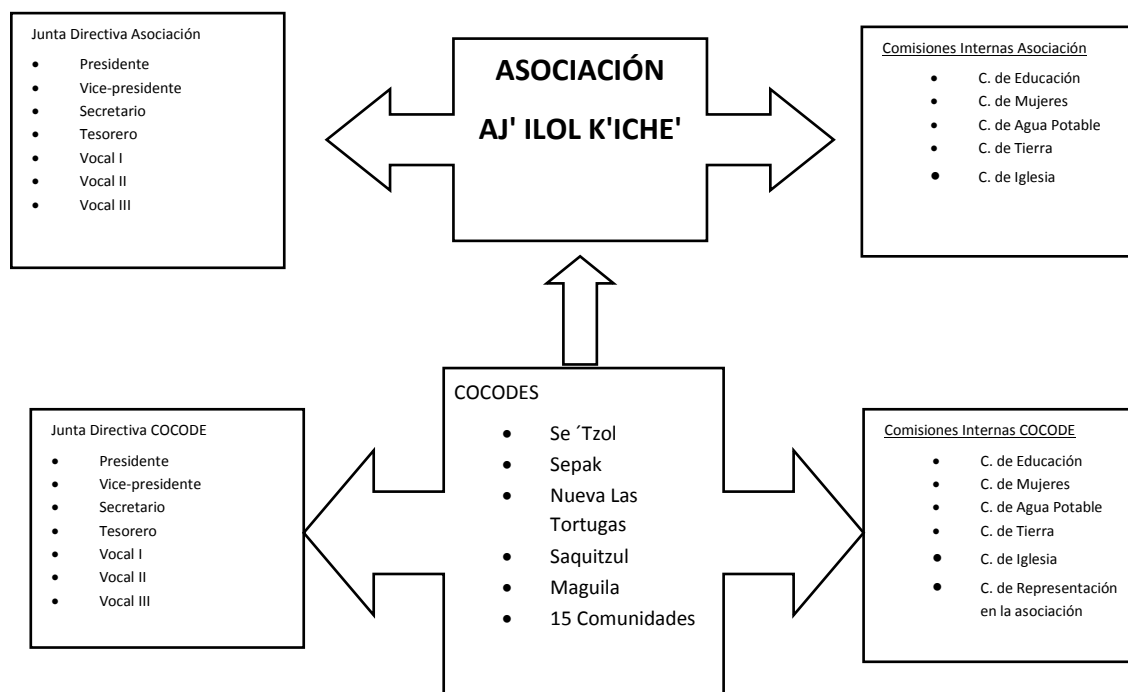 Junta Directiva Asociación
• Presidente
• Vice-presidente
• Secretario
• Tesorero
• Vocal I
• Vocal II
• Vocal III
ASOCIACIÓN
AJ' ILOL K'ICHE'
Comisiones Internas Asociación
• C. de Educación
• C. de Mujeres
• C. de Agua Potable
• C. de Tierra
• C. de Iglesia
Junta Directiva COCODE
• Presidente
• Vice-presidente
• Secretario
• Tesorero
• Vocal I
• Vocal II
• Vocal III
COCODES
• Se ´Tzol
• Sepak
• Nueva Las
Tortugas
• Saquitzul
• Maguila
• 15 Comunidades
Comisiones Internas COCODE
• C. de Educación
• C. de Mujeres
• C. de Agua Potable
• C. de Tierra
• C. de Iglesia
• C. de Representación
en la asociación